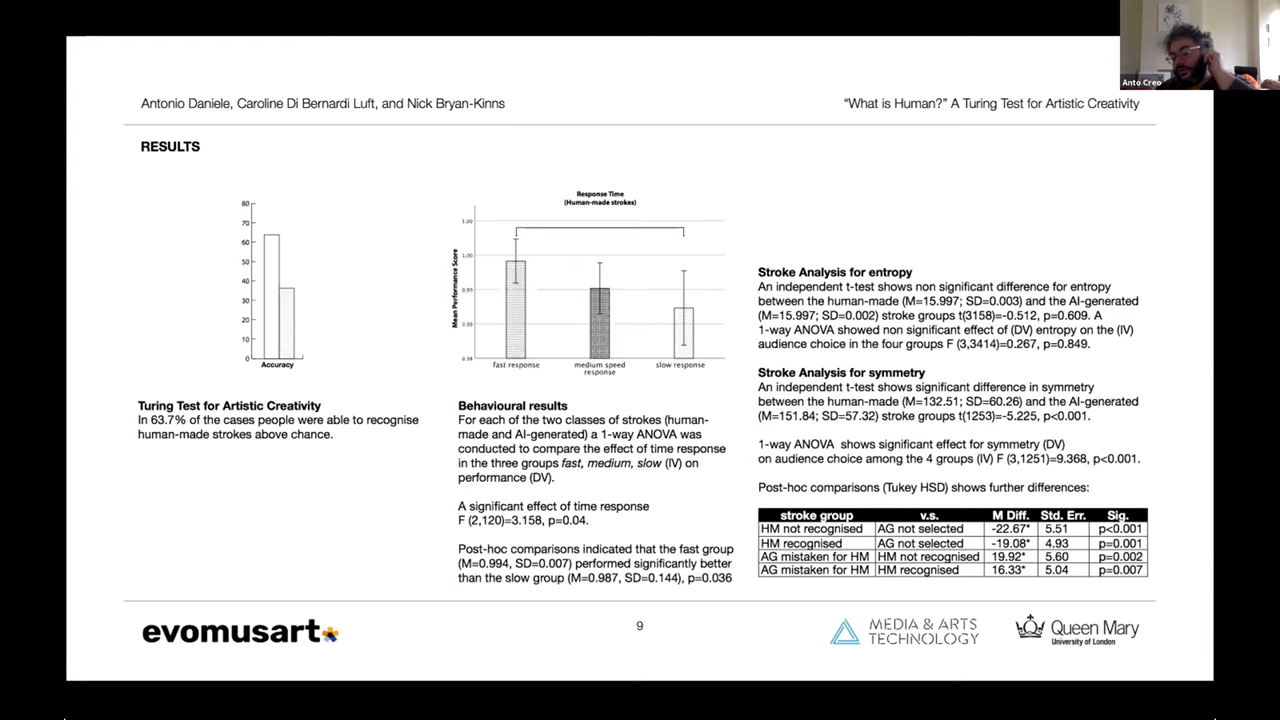 Anto Creo
Antonio Daniele, Caroline Di Bernardi Luft, and Nick Bryan-Kinns
“What is Human?” A Turing Test for Artistic Creativity
RESULTS
80
70
60
50
40
30
20
10
0
Accuracy
Turing Test for Artistic Creativity
In 63.7% of the cases people were able to recognise
human-made strokes above chance.
Response Time
(Human-made strokes)
Mean Performance Score
1.00
1.00
0.99
0.98
0.98
fast response
medium speed
response
slow response
Behavioural results
For each of the two classes of strokes (human-
made and AI-generated) a 1-way ANOVA was
conducted to compare the effect of time response
in the three groups fast, medium, slow (IV) on
performance (DV).
A significant effect of time response
F (2,120)=3.158, p=0.04.
Post-hoc comparisons indicated that the fast group
(M=0.994, SD=0.007) performed significantly better
than the slow group (M=0.987, SD=0.144), p=0.036
Stroke Analysis for entropy
An independent t-test shows non significant difference for entropy
between the human-made (M=15.997; SD=0.003) and the AI-generated
(M=15.997; SD=0.002) stroke groups t(3158)=-0.512, p=0.609. A
1-way ANOVA showed non significant effect of (DV) entropy on the (IV)
audience choice in the four groups F (3,3414)=0.267, p=0.849.
Stroke Analysis for symmetry
An independent t-test shows significant difference in symmetry
between the human-made (M=132.51; SD=60.26) and the AI-generated
(M=151.84; SD=57.32) stroke groups t(1253)=-5.225, p<0.001.
1-way ANOVA shows significant effect for symmetry (DV)
on audience choice among the 4 groups (IV) F (3,1251)=9.368, p<0.001.
Post-hoc comparisons (Tukey HSD) shows further differences:
stroke group v.s. M Diff. Std. Err. Sig.
HM not recognised AG not selected -22.67* 5.51 p<0.001
HM recognised AG not selected -19.08* 4.93 p=0.001
AG mistaken for HM HM not recognised 19.92* 5.60 p=0.002
AG mistaken for HM HM recognised 16.33* 5.04 p=0.007
evomusart
9
MEDIA & ARTS
TECHNOLOGY
Queen Mary
University of London